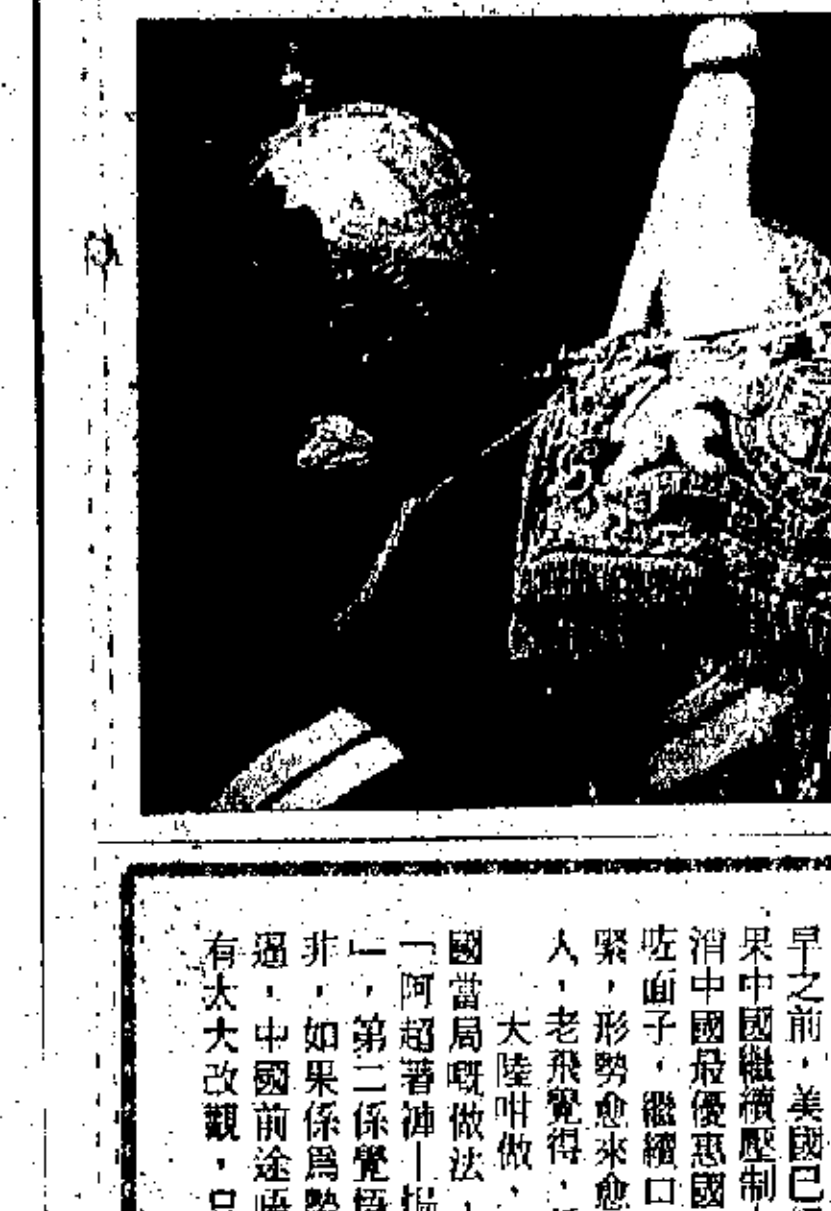 早之前，美國已
果中國繼續壓制
消中國最優惠國
咗面子，繼續口
緊，形勢愈來愈
人，老飛覺得，
大陸咁做，
國當局嘅做法，
「阿超著褲—
」，第二係覺悟
非，如果係爲勢
逼，中國前途唔
有太大改觀，只